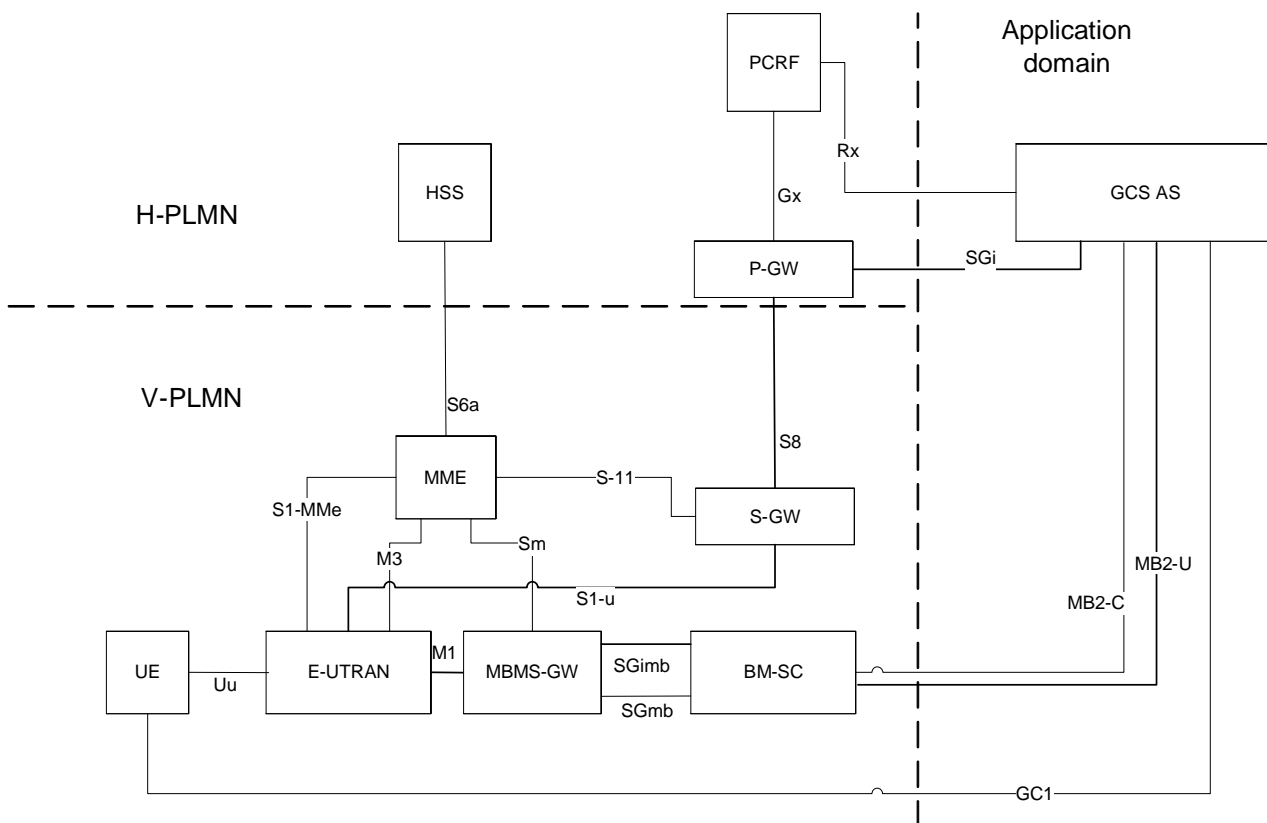 Application
domain
PCRF
Rx
HSS
GCS AS
Gx
H-PLMN
P-GW
SGi
V-PLMN
S6a
S8
MME
S-11
S1-MMe
S-GW
Sm
M3
MB2-U
S1-u
MB2-C
M1
UE
E-UTRAN
MBMS-GW
SGimb
BM-SC
Uu
SGmb
GC1